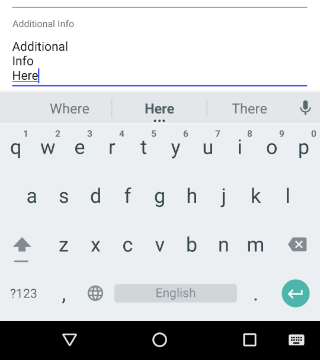 Additional Info
Additional
Info
Here
Where Here There
1 2 3 4 5 6 7 8 9 0
q w e r t y u i o p
a s d f g h j k l
z x c v b n m
?123 , English .